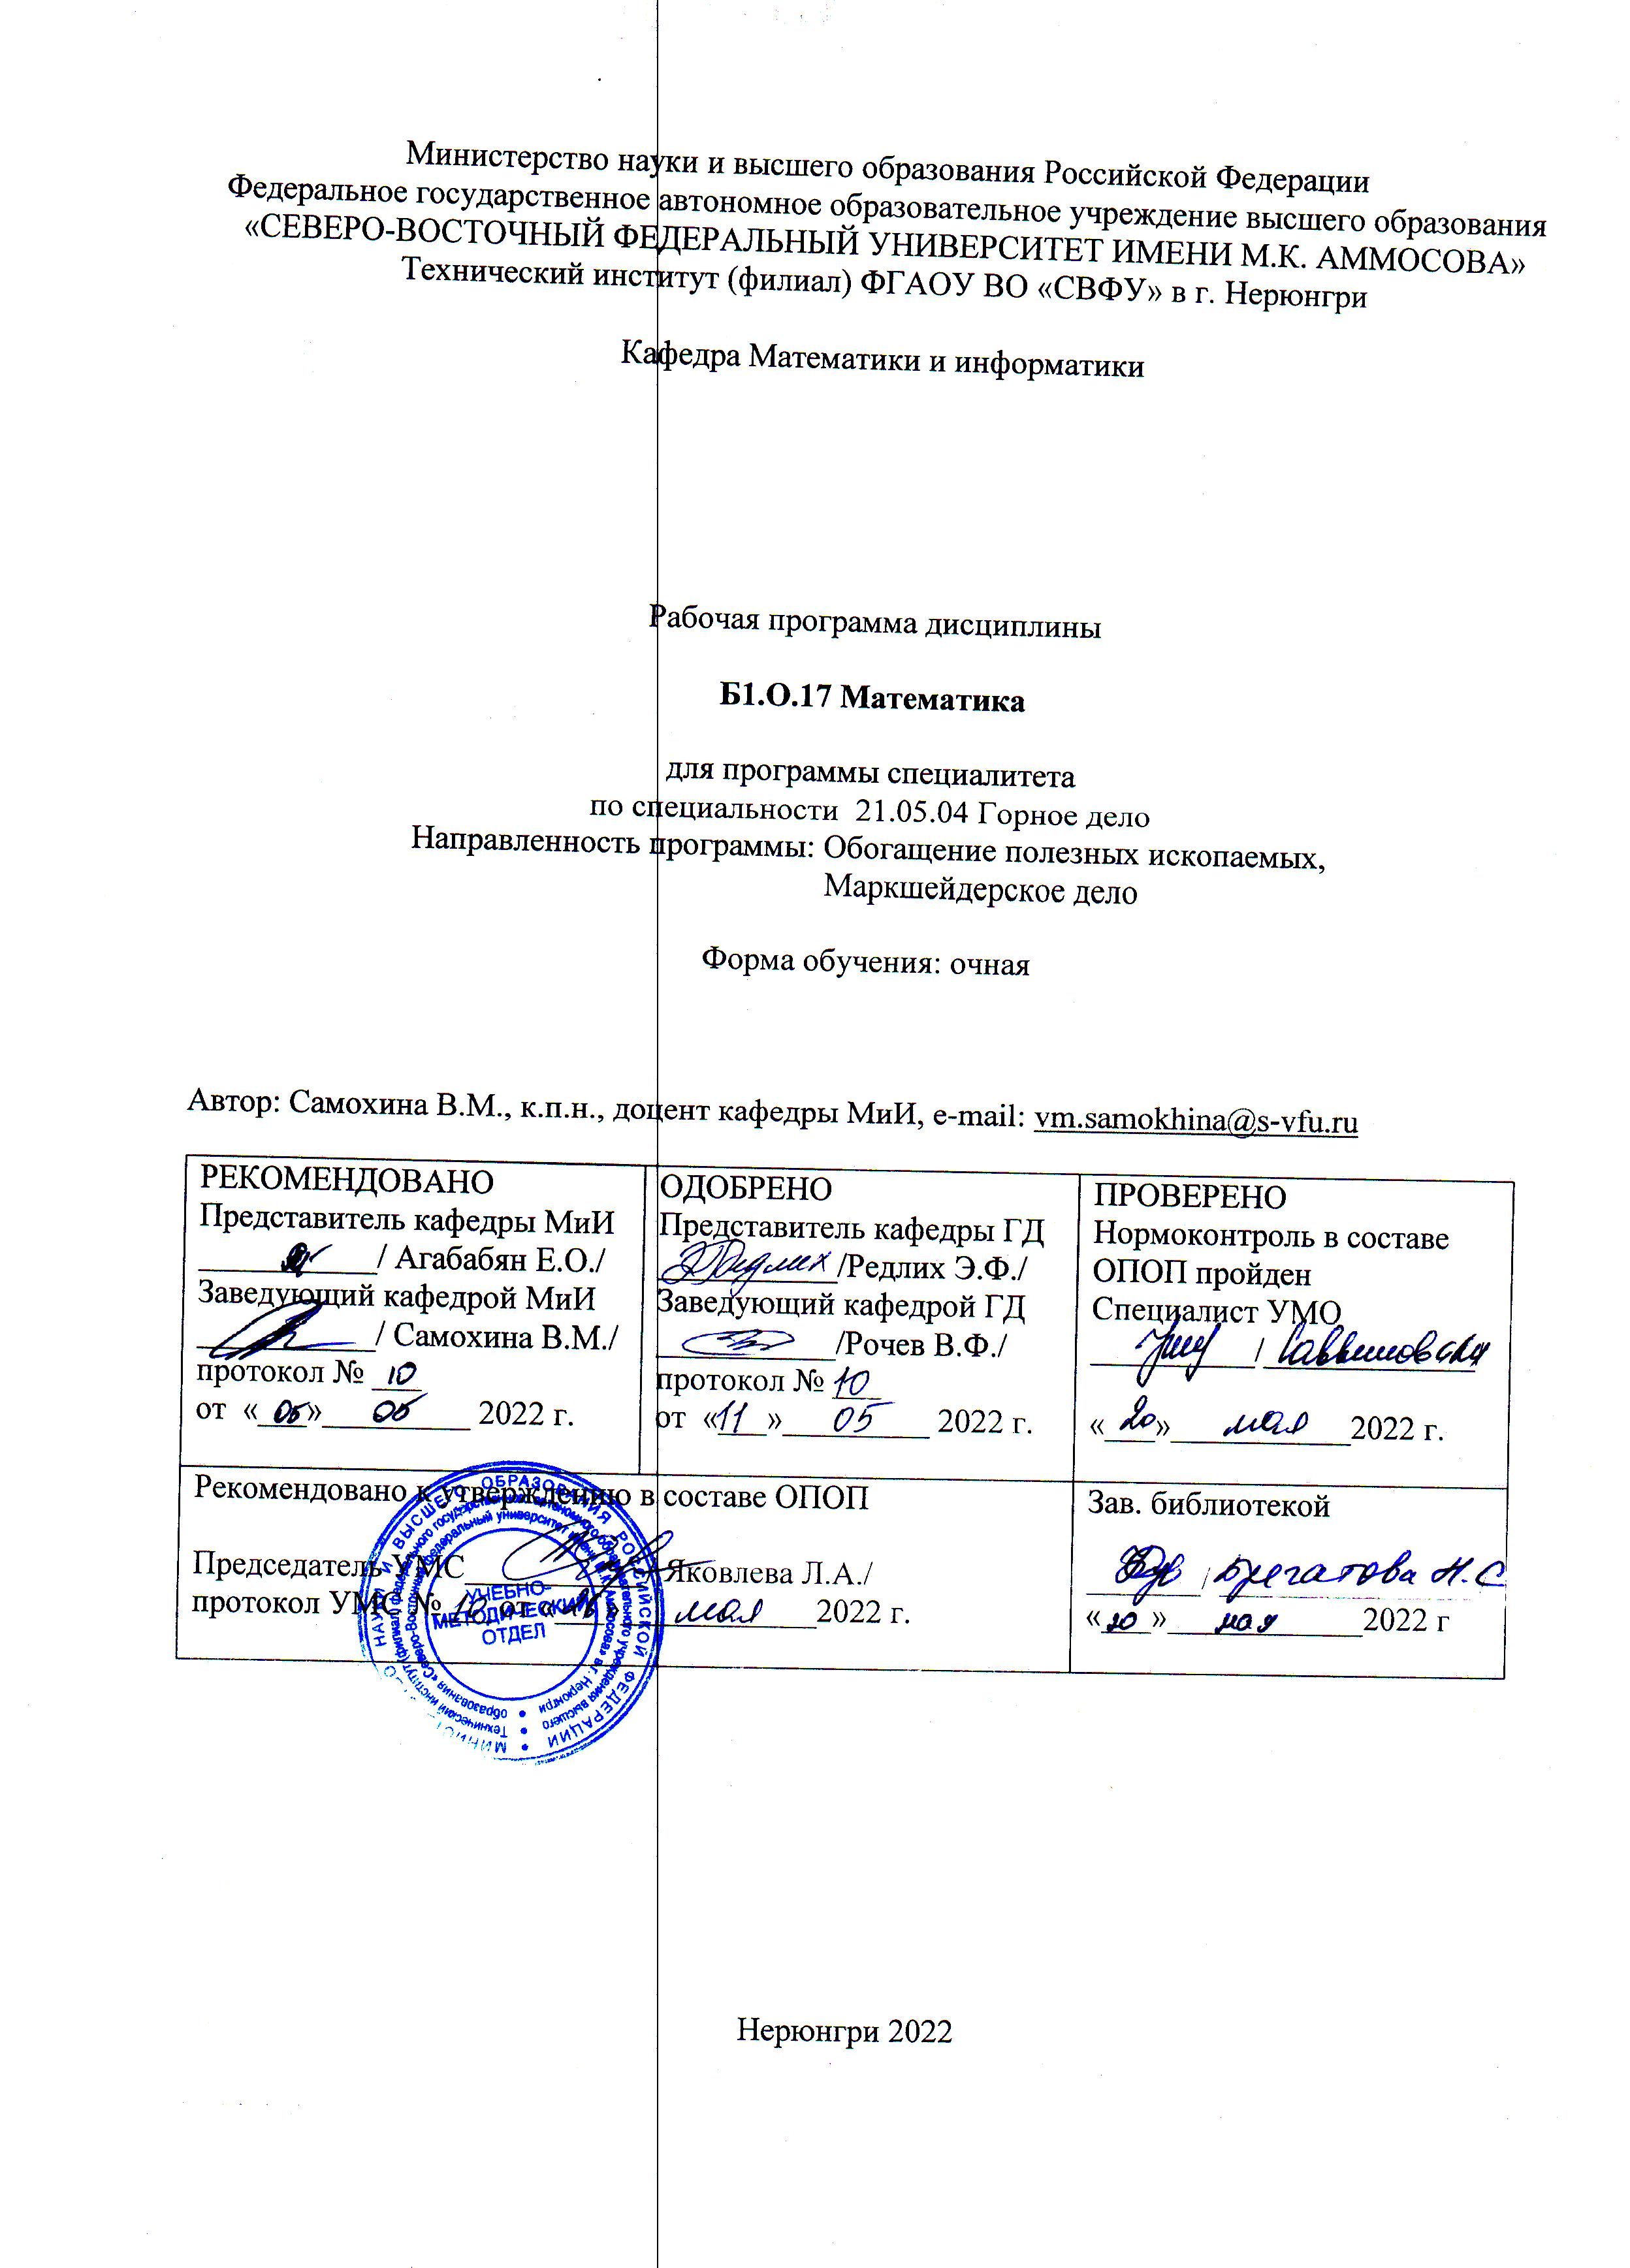 Министерство науки и высшего образования Российской Федерации
Федеральное государственное автономное образовательное учреждение высшего образования
«СЕВЕРО-ВОСТОЧНЫЙ ФЕДЕРАЛЬНЫЙ УНИВЕРСИТЕТ ИМЕНИ М.К. АММОСОВА»
Технический институт (филиал) ФГАОУ ВО «СВФУ» в г. Нерюнгри
Кафедра Математики и информатики
Рабочая программа дисциплины
Б1.О.17 Математика
для программы специалитета
по специальности 21.05.04 Горное дело
Направленность программы: Обогащение полезных ископаемых,
Маркшейдерское дело
Форма обучения: очная
Автор: Самохина В.М., к.п.н., доцент кафедры МиИ, e-mail: vm.samokhina@s-vfu.ru
РЕКОМЕНДОВАНО
Представитель кафедры МиИ
/ Агабабян Е.О./
Заведующий кафедрой МиИ
/ Самохина В.М./
протокол № 10
от «05» 05 2022 г.
ОДОБРЕНО
Представитель кафедры ГД
Редлих /Редлих Э.Ф./
Заведующий кафедрой ГД
/Рочев В.Ф./
протокол № 10
от «11» 05 2022 г.
ПРОВЕРЕНО
Нормоконтроль в составе
ОПОП пройден
Специалист УМО
/
«20» мая 2022 г.
Рекомендовано к утверждению в составе ОПОП
Председатель УМС /Яковлева Л.А./
протокол УМС № 10 от « » мая 2022 г.
УЧЕБНО-
МЕТОДИЧЕСКИЙ
ОТДЕЛ
Зав. библиотекой
/ Н.С
«20» мая 2022 г
Нерюнгри 2022